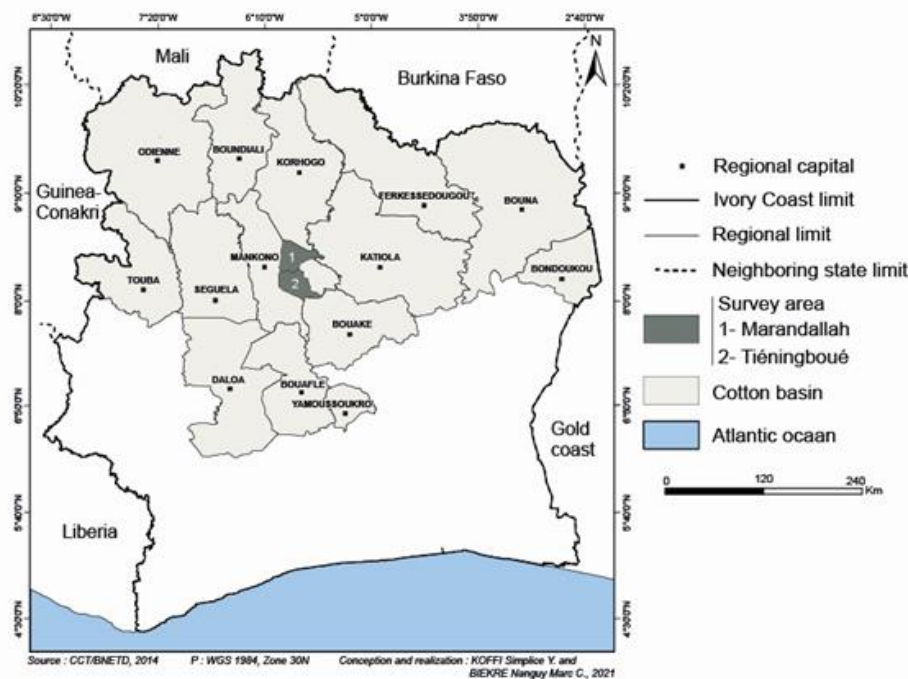 8°30'0"W 7°20'0"W 6°10'0"W 5°0'0"W 3°50'0"W 2°40'0"W
Mali
N
Burkina Faso
10°20'0"N
10°20'0"N
ODIENNE
BOUNDIALI
KORHOGO
Guinea-
Conakri
FERKESSEDOUGOUT
BOUNA
9°10'0"N
9°10'0"N
1
MANKONO
KATIOLA
BONDOUKOU
TOUBA
SEGUELA
2
8°0'0"N
8°0'0"N
BOUAKE
DALOA
BOUAFLE
YAMOUSSOUKRO
6°50'0"N
6°50'0"N
Gold
coast
5°40'0"N
5°40'0"N
Liberia
4°30'0"N
4°30'0"N
Regional capital
Ivory Coast limit
Regional limit
Neighboring state limit
Survey area
1- Marandallah
2- Tiéningboué
Cotton basin
Atlantic ocaan
0 120 240
Km
Source : CCT/BNETD, 2014 P : WGS 1984, Zone 30N Conception and realization : KOFFI Simplice Y. and
BIEKRE Nanguy Marc C., 2021